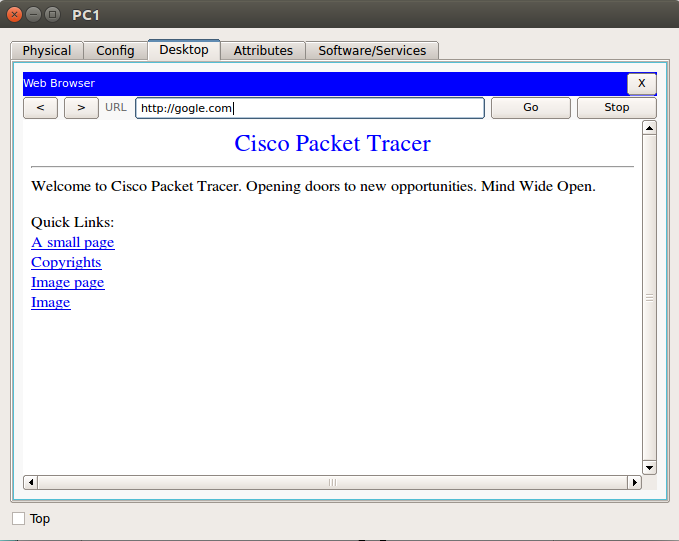 PC1
Physical Config Desktop Attributes Software/Services
Web Browser X
< > URL http://gogle.com Go Stop
Cisco Packet Tracer
Welcome to Cisco Packet Tracer. Opening doors to new opportunities. Mind Wide Open.
Quick Links:
A small page
Copyrights
Image page
Image
Top